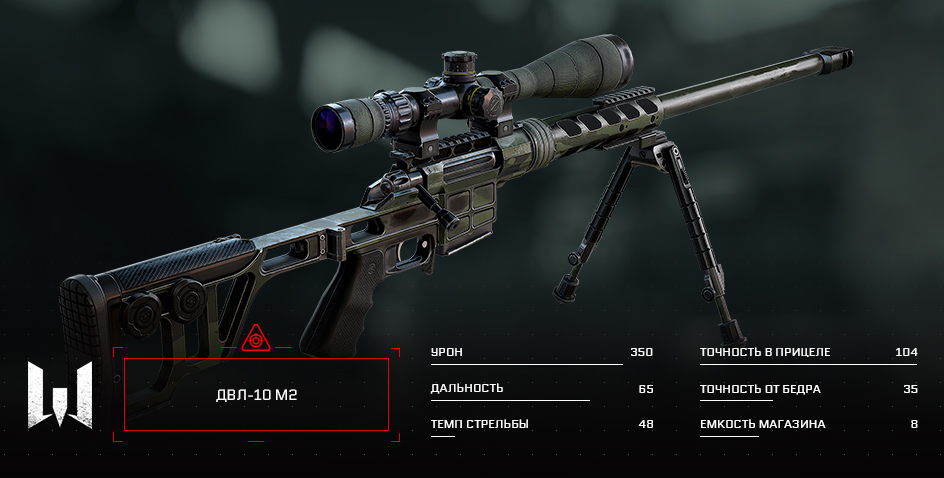 ДВЛ-10 М2
УРОН 350
ДАЛЬНОСТЬ 65
ТЕМП СТРЕЛЬБЫ 48
ТОЧНОСТЬ В ПРИЦЕЛЕ 104
ТОЧНОСТЬ ОТ БЕДРА 35
ЕМКОСТЬ МАГАЗИНА 8